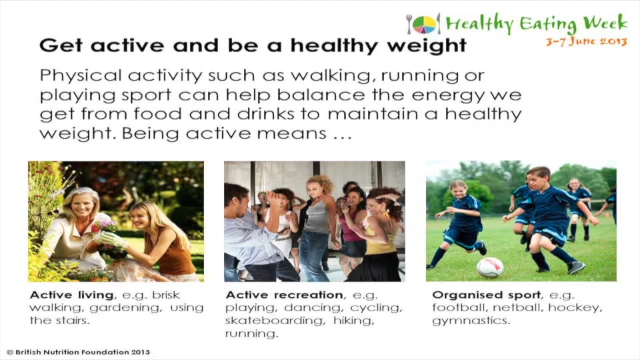 Healthy Eating Week
3-7 June 2013
Get active and be a healthy weight
Physical activity such as walking, running or
playing sport can help balance the energy we
get from food and drinks to maintain a healthy
weight. Being active means …
Active living, e.g. brisk
walking, gardening, using
the stairs.
Active recreation, e.g.
playing, dancing, cycling,
skateboarding, hiking,
running.
Organised sport, e.g.
football, netball, hockey,
gymnastics.
© British Nutrition Foundation 2013